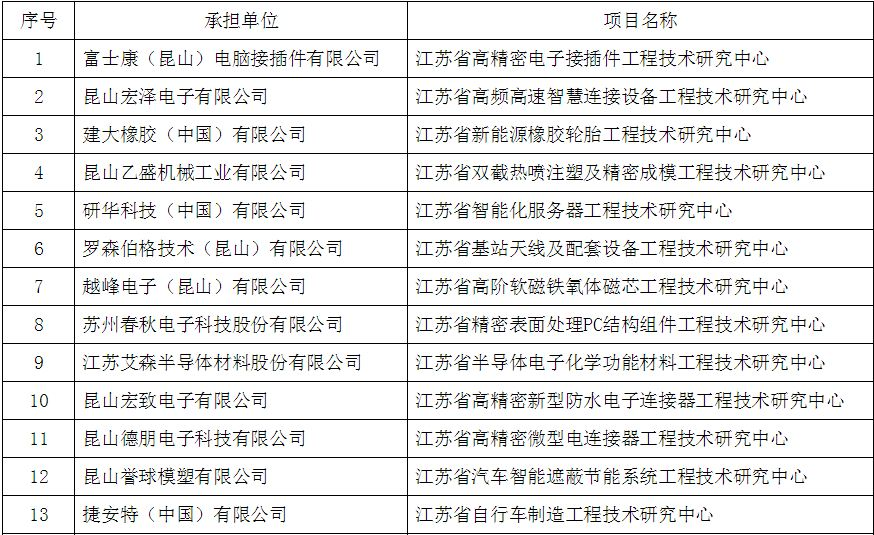 序号 承担单位 项目名称
1 富士康（昆山）电脑接插件有限公司 江苏省高精密电子接插件工程技术研究中心
2 昆山宏泽电子有限公司 江苏省高频高速智慧连接设备工程技术研究中心
3 建大橡胶（中国）有限公司 江苏省新能源橡胶轮胎工程技术研究中心
4 昆山乙盛机械工业有限公司 江苏省双截热喷注塑及精密成模工程技术研究中心
5 研华科技（中国）有限公司 江苏省智能化服务器工程技术研究中心
6 罗森伯格技术（昆山）有限公司 江苏省基站天线及配套设备工程技术研究中心
7 越峰电子（昆山）有限公司 江苏省高阶软磁铁氧体磁芯工程技术研究中心
8 苏州春秋电子科技股份有限公司 江苏省精密表面处理PC结构组件工程技术研究中心
9 江苏艾森半导体材料股份有限公司 江苏省半导体电子化学功能材料工程技术研究中心
10 昆山宏致电子有限公司 江苏省高精密新型防水电子连接器工程技术研究中心
11 昆山德朋电子科技有限公司 江苏省高精密微型电连接器工程技术研究中心
12 昆山誉球模塑有限公司 江苏省汽车智能遮蔽节能系统工程技术研究中心
13 捷安特（中国）有限公司 江苏省自行车制造工程技术研究中心